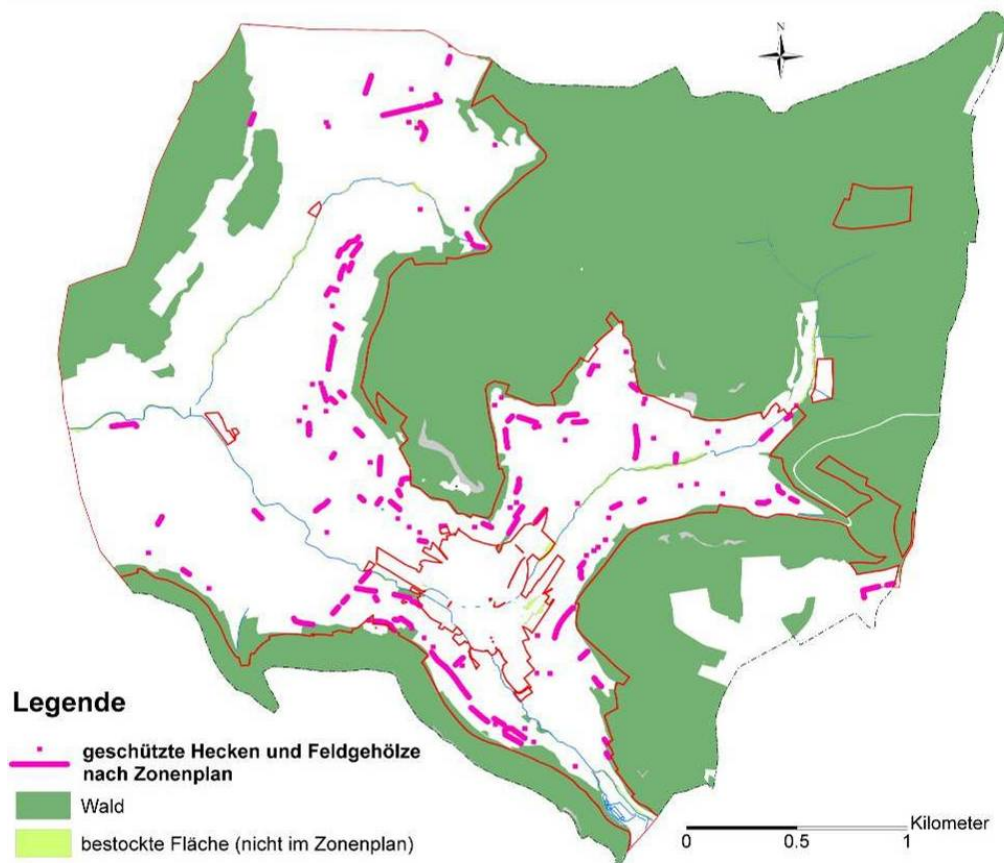 N
Legende
geschützte Hecken und Feldgehölze
nach Zonenplan
Wald
bestockte Fläche (nicht im Zonenplan)
Kilometer
0 0.5 1